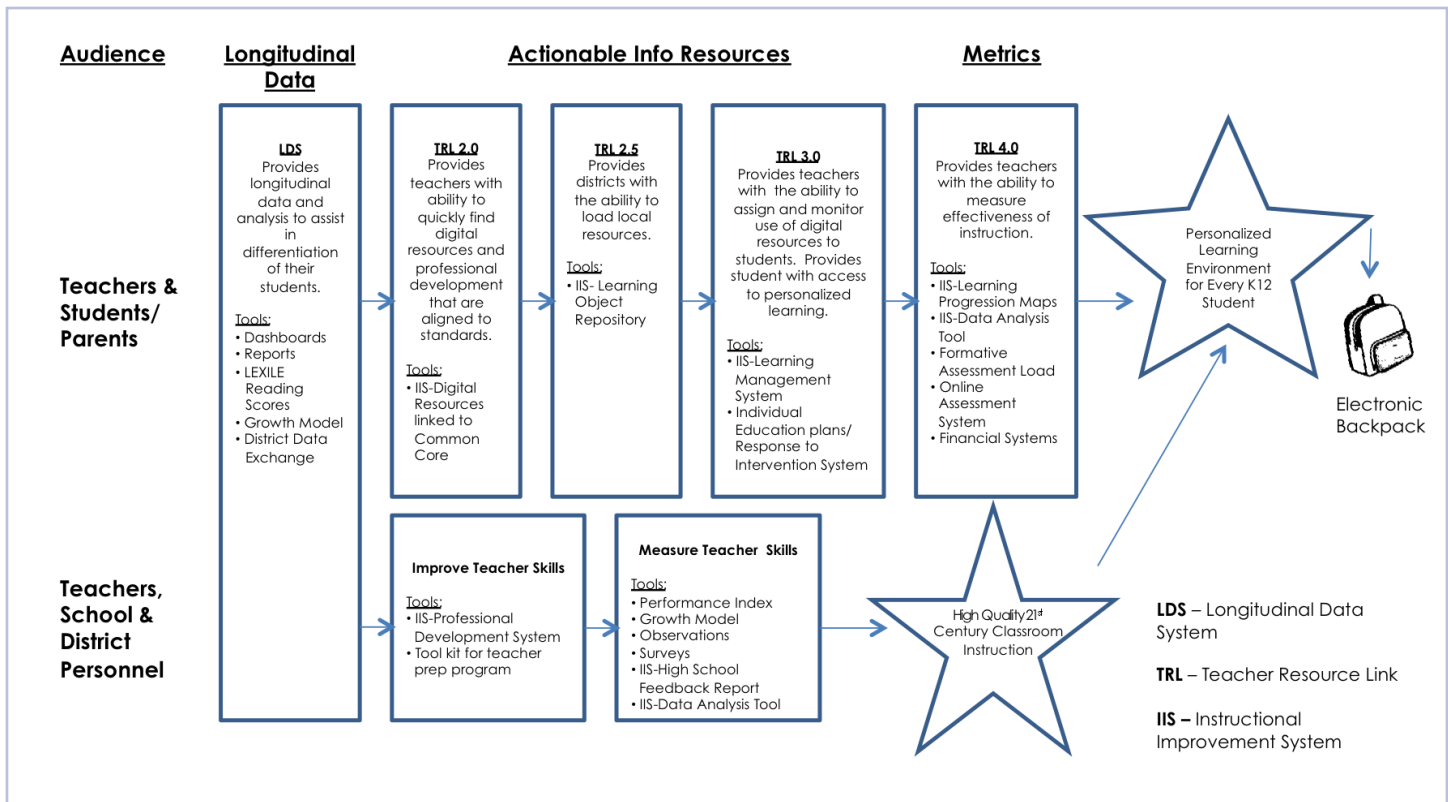 Audience
Longitudinal
Data
Actionable Info Resources
Metrics
Teachers &
Students/
Parents
LDS
Provides
longitudinal
data and
analysis to assist
in
differentiation
of their
students.
Tools:
• Dashboards
• Reports
• LEXILE
Reading
Scores
• Growth Model
• District Data
Exchange
TRL 2.0
Provides
teachers with
ability to
quickly find
digital
resources and
professional
development
that are
aligned to
standards.
Tools:
• IIS-Digital
Resources
linked to
Common
Core
TRL 2.5
Provides
districts with
the ability to
load local
resources.
Tools:
• IIS- Learning
Object
Repository
TRL 3.0
Provides teachers
with the ability to
assign and monitor
use of digital
resources to
students. Provides
student with access
to personalized
learning.
Tools:
• IIS-Learning
Management
System
• Individual
Education plans/
Response to
Intervention System
TRL 4.0
Provides teachers
with the ability to
measure
effectiveness of
instruction.
Tools:
• IIS-Learning
Progression Maps
• IIS-Data Analysis
Tool
• Formative
Assessment Load
• Online
Assessment
System
• Financial Systems
Personalized
Learning
Environment
for Every K12
Student
Electronic
Backpack
Teachers,
School &
District
Personnel
Improve Teacher Skills
Tools:
• IIS-Professional
Development System
• Tool kit for teacher
prep program
Measure Teacher Skills
Tools:
• Performance Index
• Growth Model
• Observations
• Surveys
• IIS-High School
Feedback Report
• IIS-Data Analysis Tool
High Quality 21st
Century Classroom
Instruction
LDS – Longitudinal Data
System
TRL – Teacher Resource Link
IIS – Instructional
Improvement System